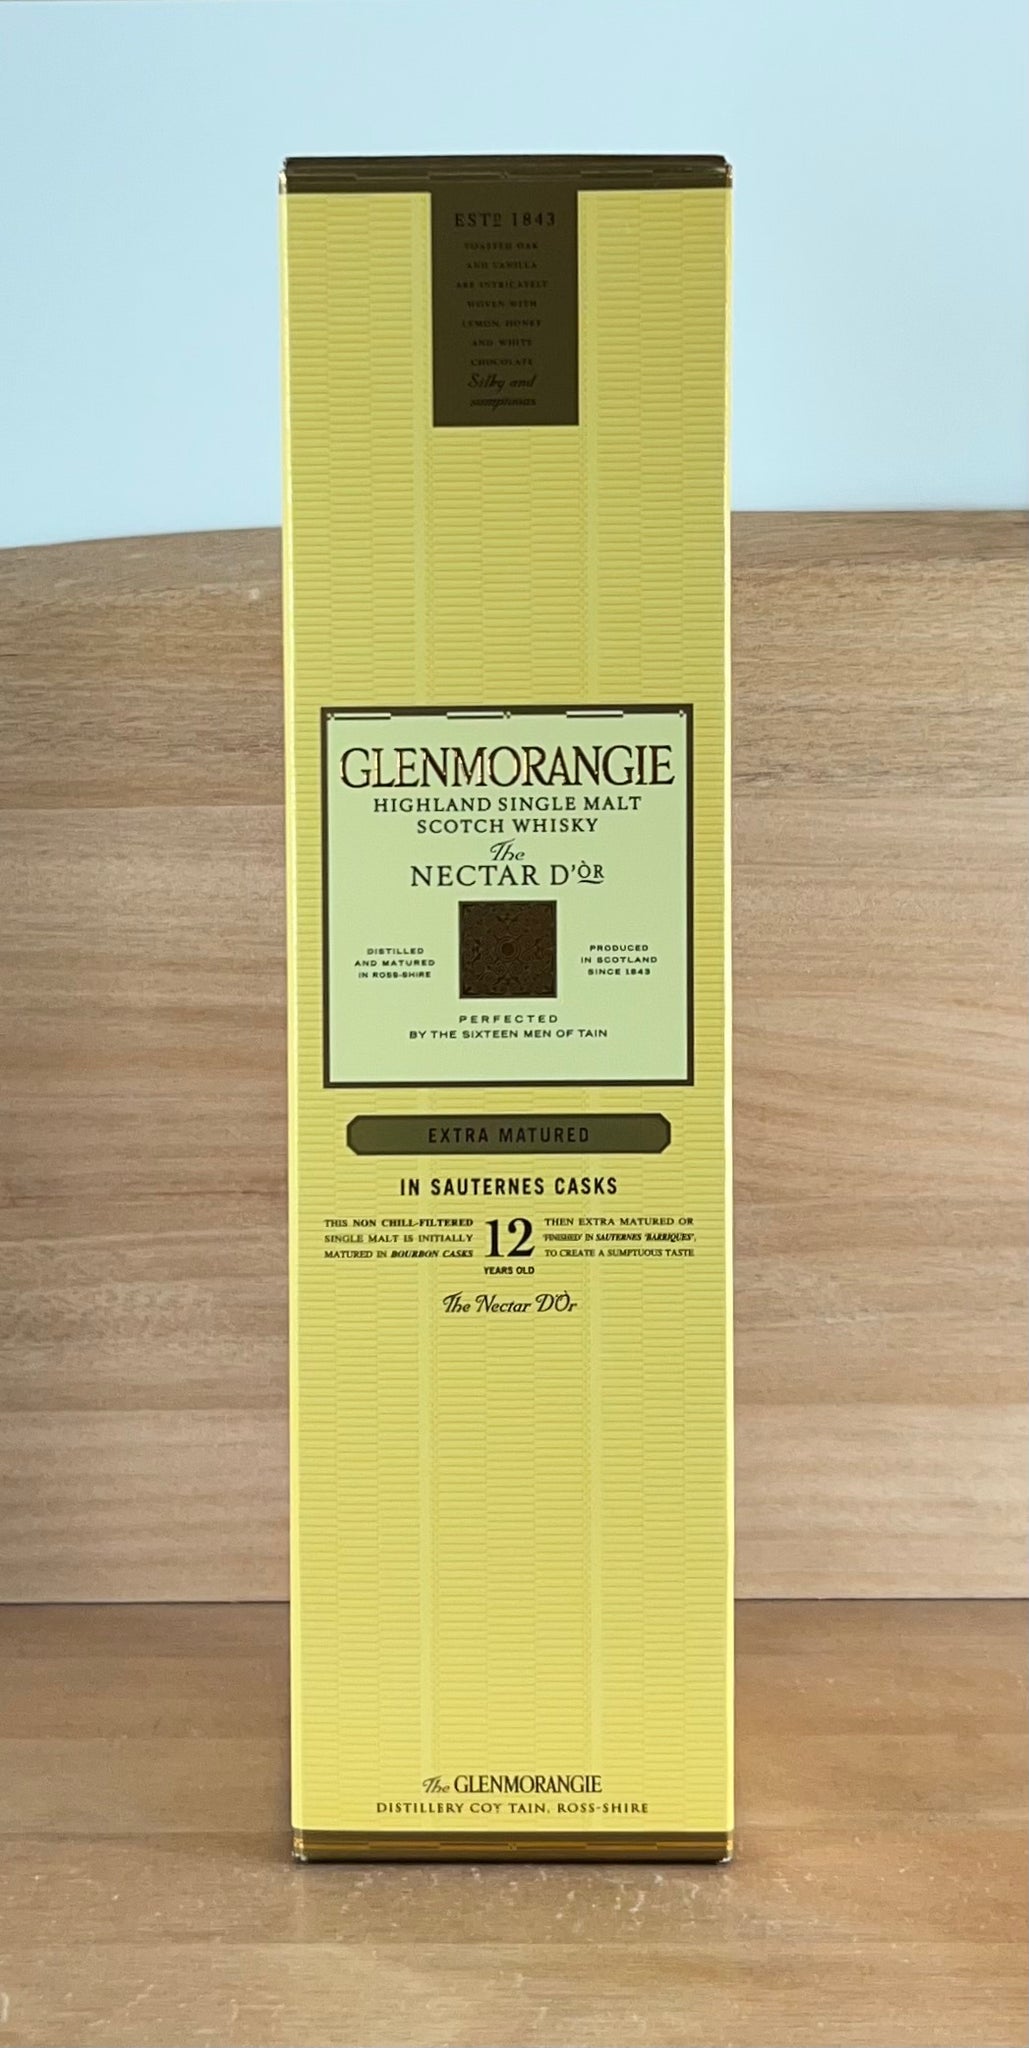 ESTD 1843
TOASTED OAK
AND VANILLA
ARE INTRICATELY
WOVEN WITH
LEMON, HONEY
AND WHITE
CHOCOLATE
Silky and
sumptuous
GLENMORANGIE
HIGHLAND SINGLE MALT
SCOTCH WHISKY
The
NECTAR D'ÒR
DISTILLED
AND MATURED
IN ROSS-SHIRE
PRODUCED
IN SCOTLAND
SINCE 1843
PERFECTED
BY THE SIXTEEN MEN OF TAIN
EXTRA MATURED
IN SAUTERNES CASKS
THIS NON CHILL-FILTERED
SINGLE MALT IS INITIALLY
MATURED IN BOURBON CASKS
12
YEARS OLD
THEN EXTRA MATURED OR
'FINISHED' IN SAUTERNES 'BARRIQUES',
TO CREATE A SUMPTUOUS TASTE
The Nectar D'Òr
The GLENMORANGIE
DISTILLERY COY TAIN, ROSS-SHIRE